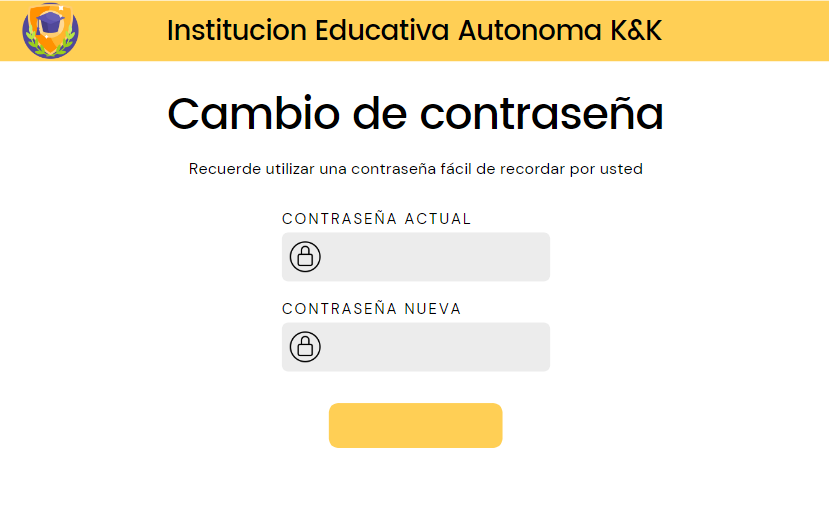 Institucion Educativa Autonoma K&K
Cambio de contraseña
Recuerde utilizar una contraseña fácil de recordar por usted
CONTRASEÑA ACTUAL
CONTRASEÑA NUEVA